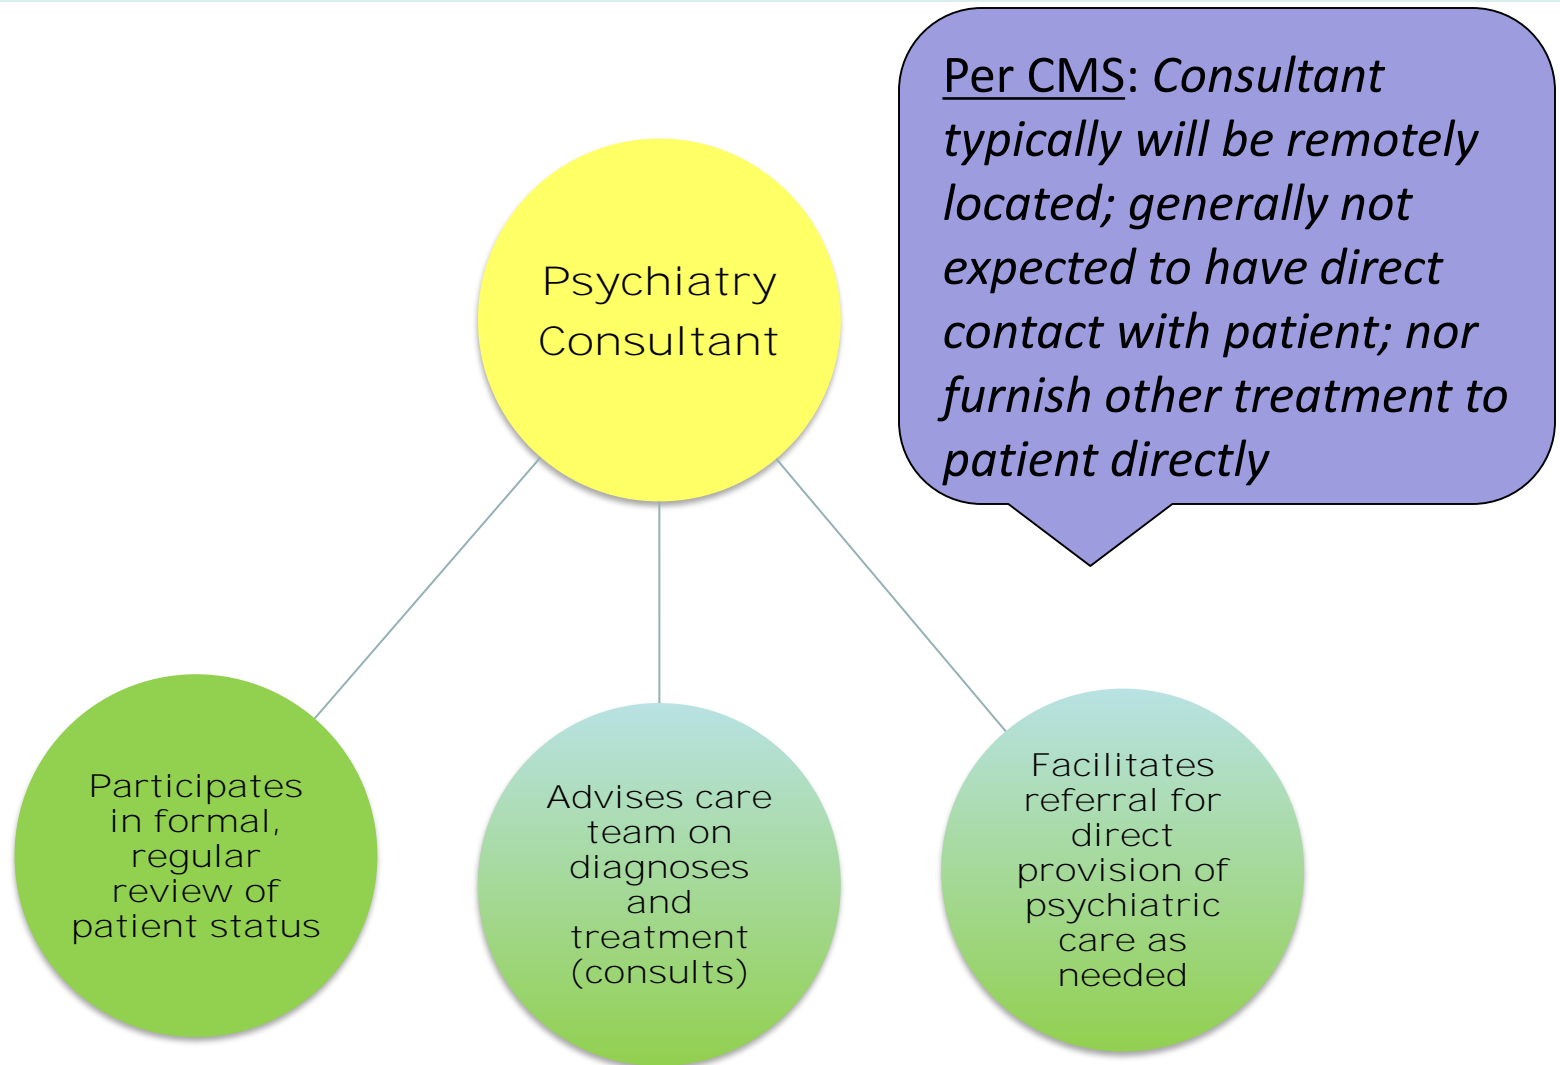 Per CMS: Consultant
typically will be remotely
located; generally not
expected to have direct
contact with patient; nor
furnish other treatment to
patient directly
Psychiatry
Consultant
Participates
in formal,
regular
review of
patient status
Advises care
team on
diagnoses
and
treatment
(consults)
Facilitates
referral for
direct
provision of
psychiatric
care as
needed